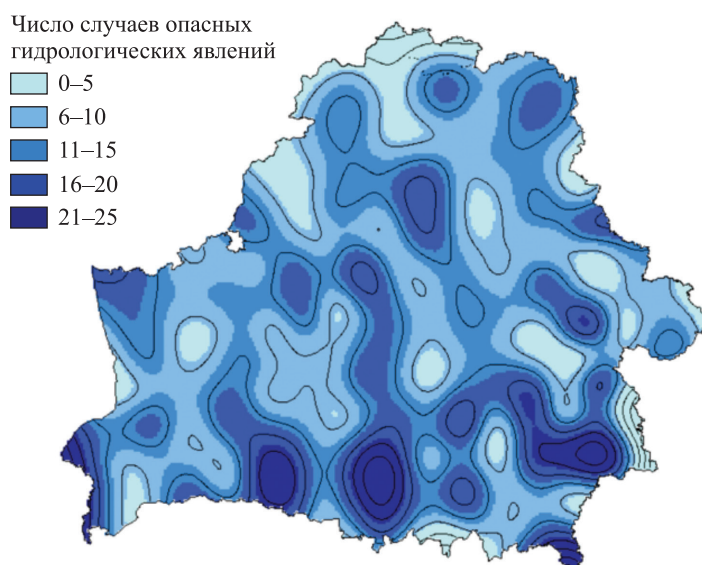 Число случаев опасных
гидрологических явлений
0–5
6–10
11–15
16–20
21–25